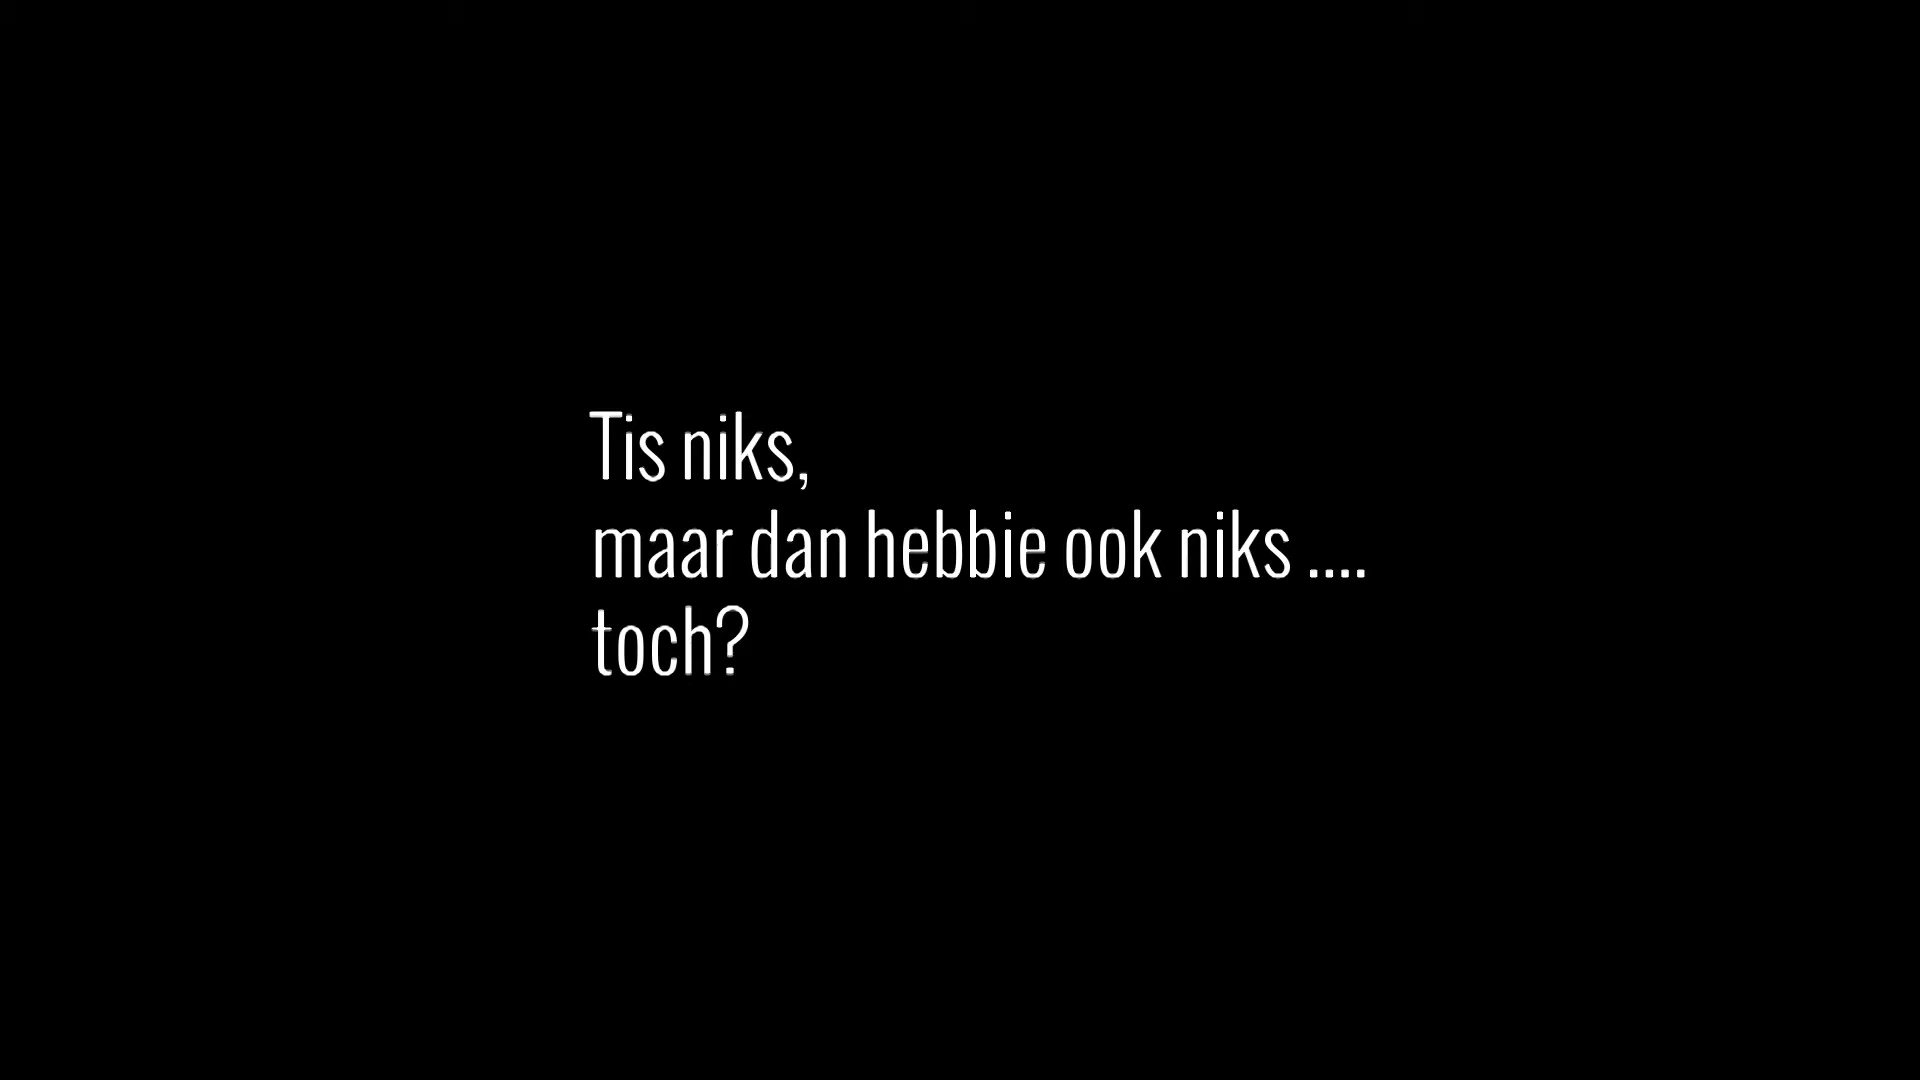 Tis niks,
maar dan hebbie ook niks ....
toch?